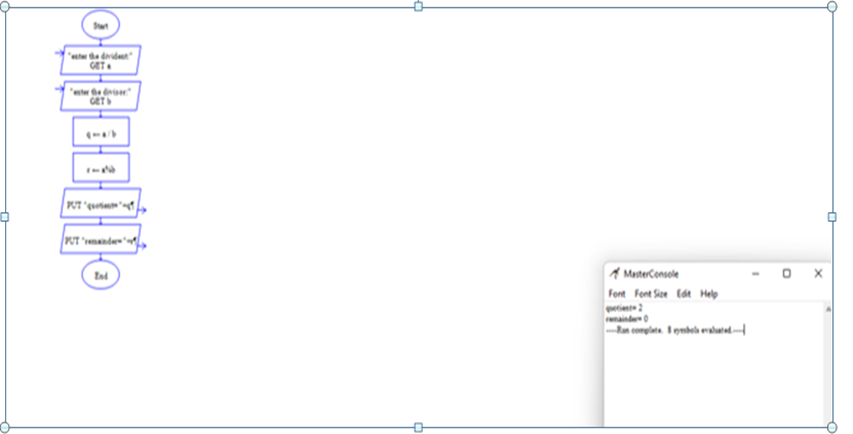 Start
"enter the divident:"
GET a
"enter the divisor:"
GET b
q ← a / b
r ← a%b
PUT "quotient= "+q¶
PUT "remainder= "+r¶
End
MasterConsole
Font Font Size Edit Help
quotient= 2
remainder= 0
----Run complete. 8 symbols evaluated.----